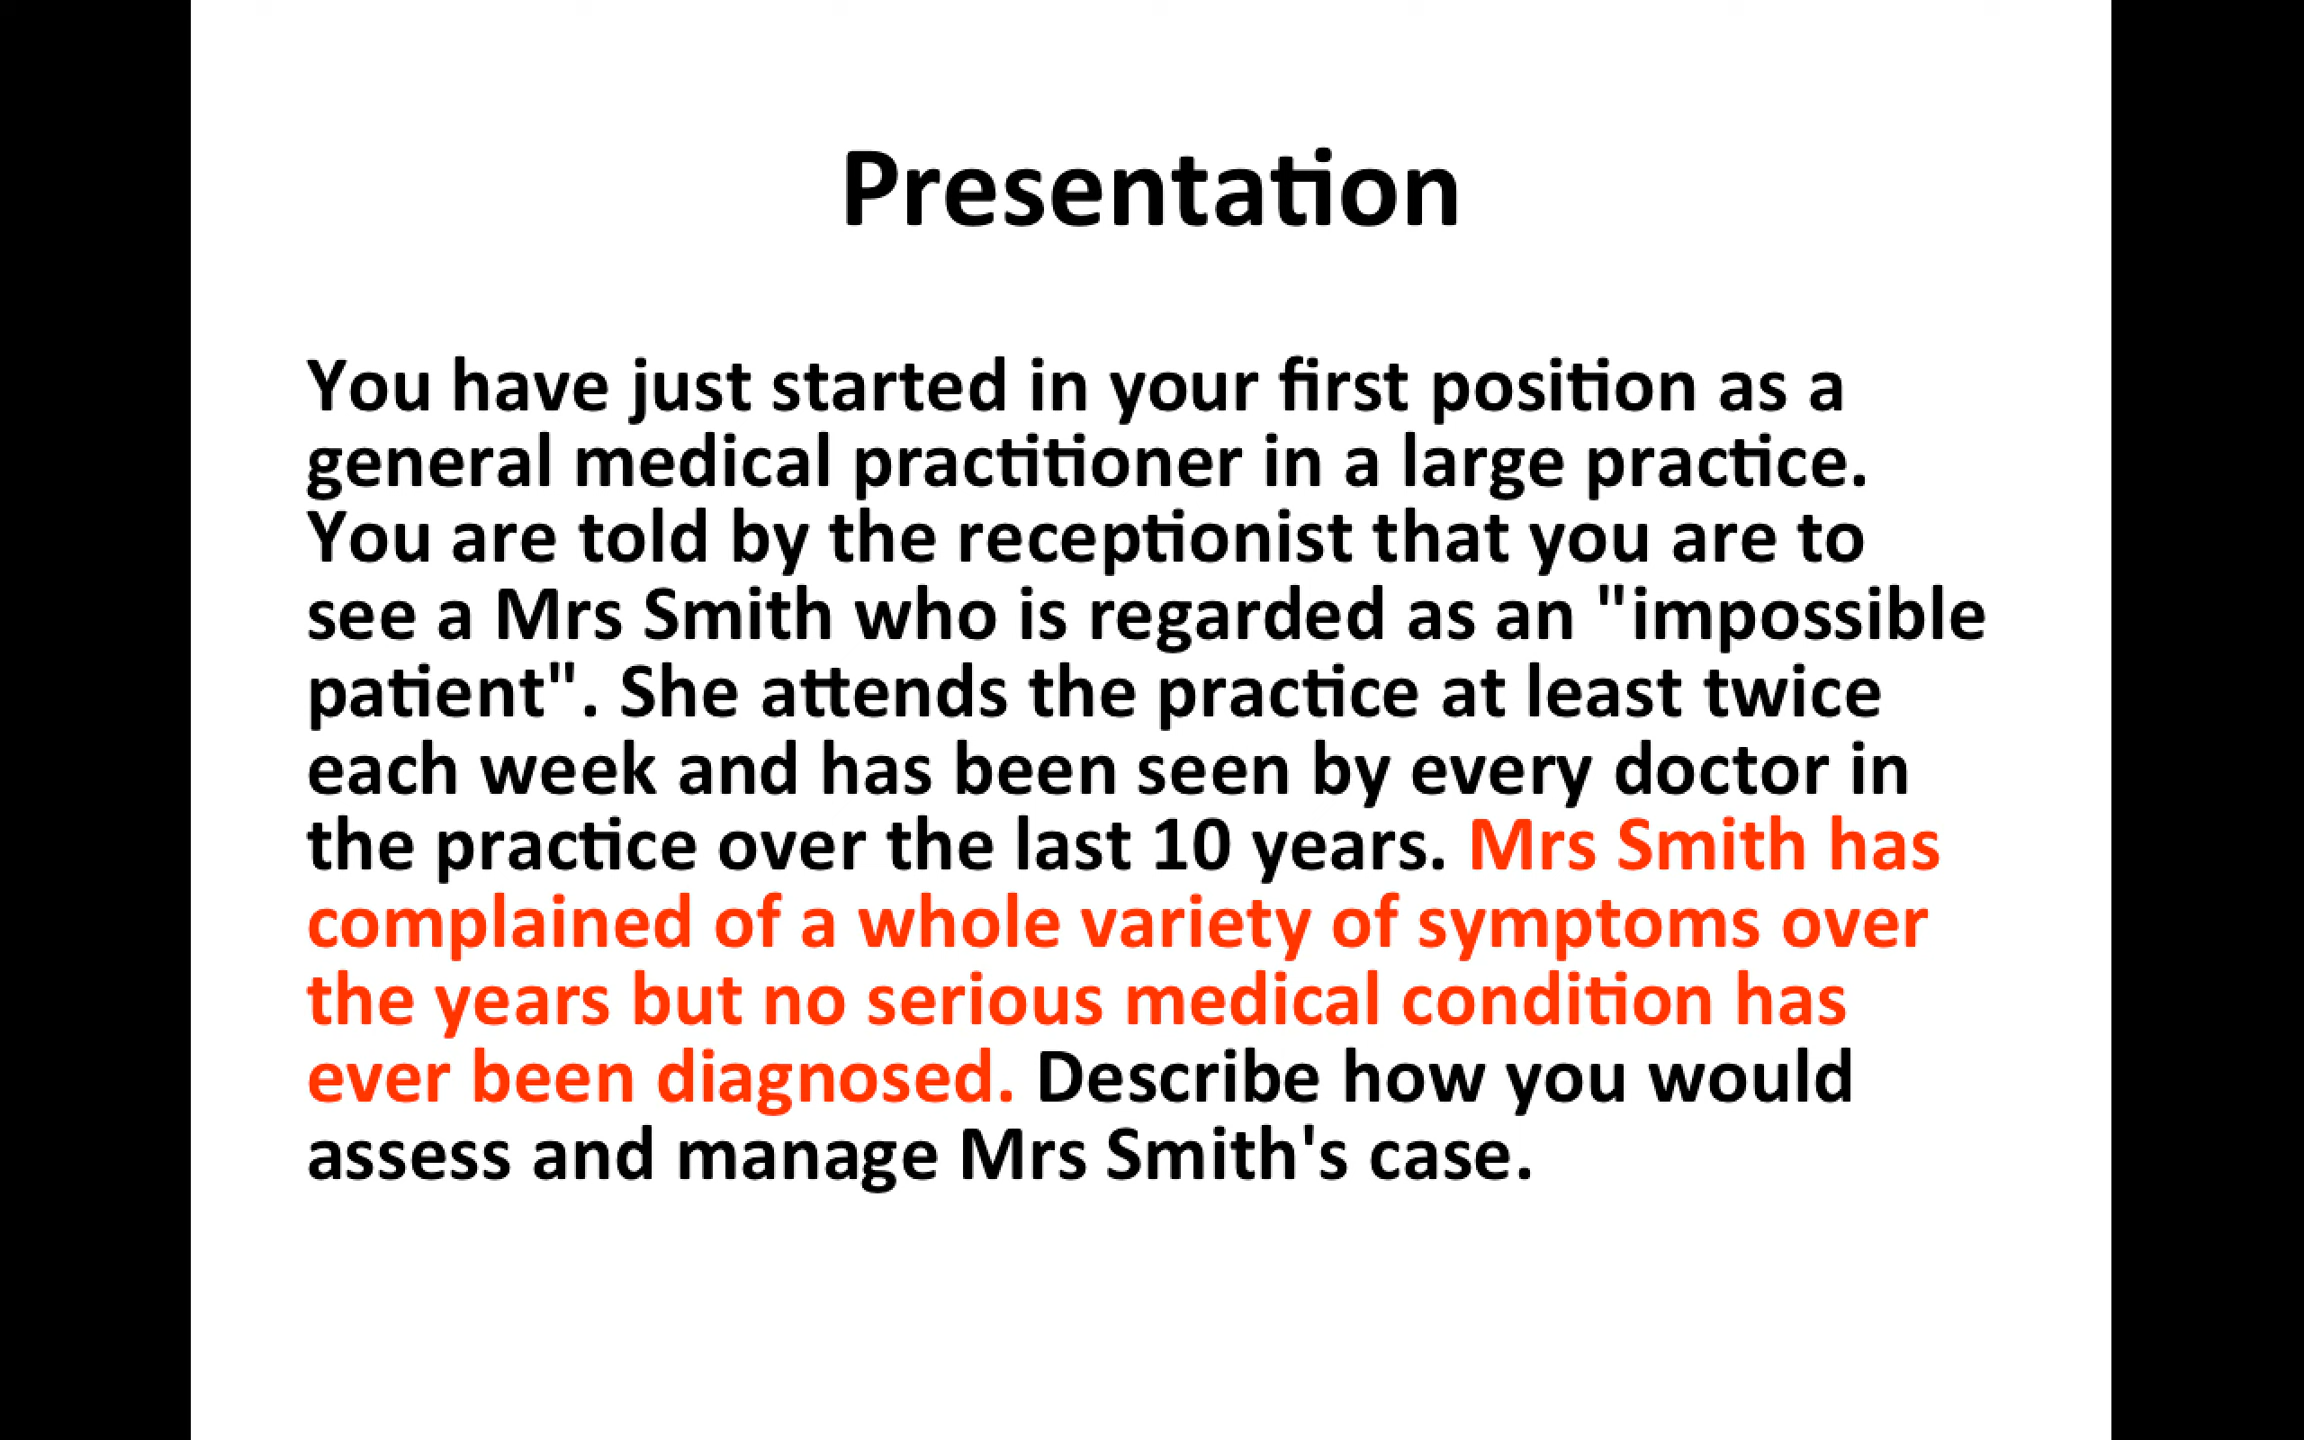 Presentation
You have just started in your first position as a
general medical practitioner in a large practice.
You are told by the receptionist that you are to
see a Mrs Smith who is regarded as an "impossible
patient". She attends the practice at least twice
each week and has been seen by every doctor in
the practice over the last 10 years. Mrs Smith has
complained of a whole variety of symptoms over
the years but no serious medical condition has
ever been diagnosed. Describe how you would
assess and manage Mrs Smith's case.